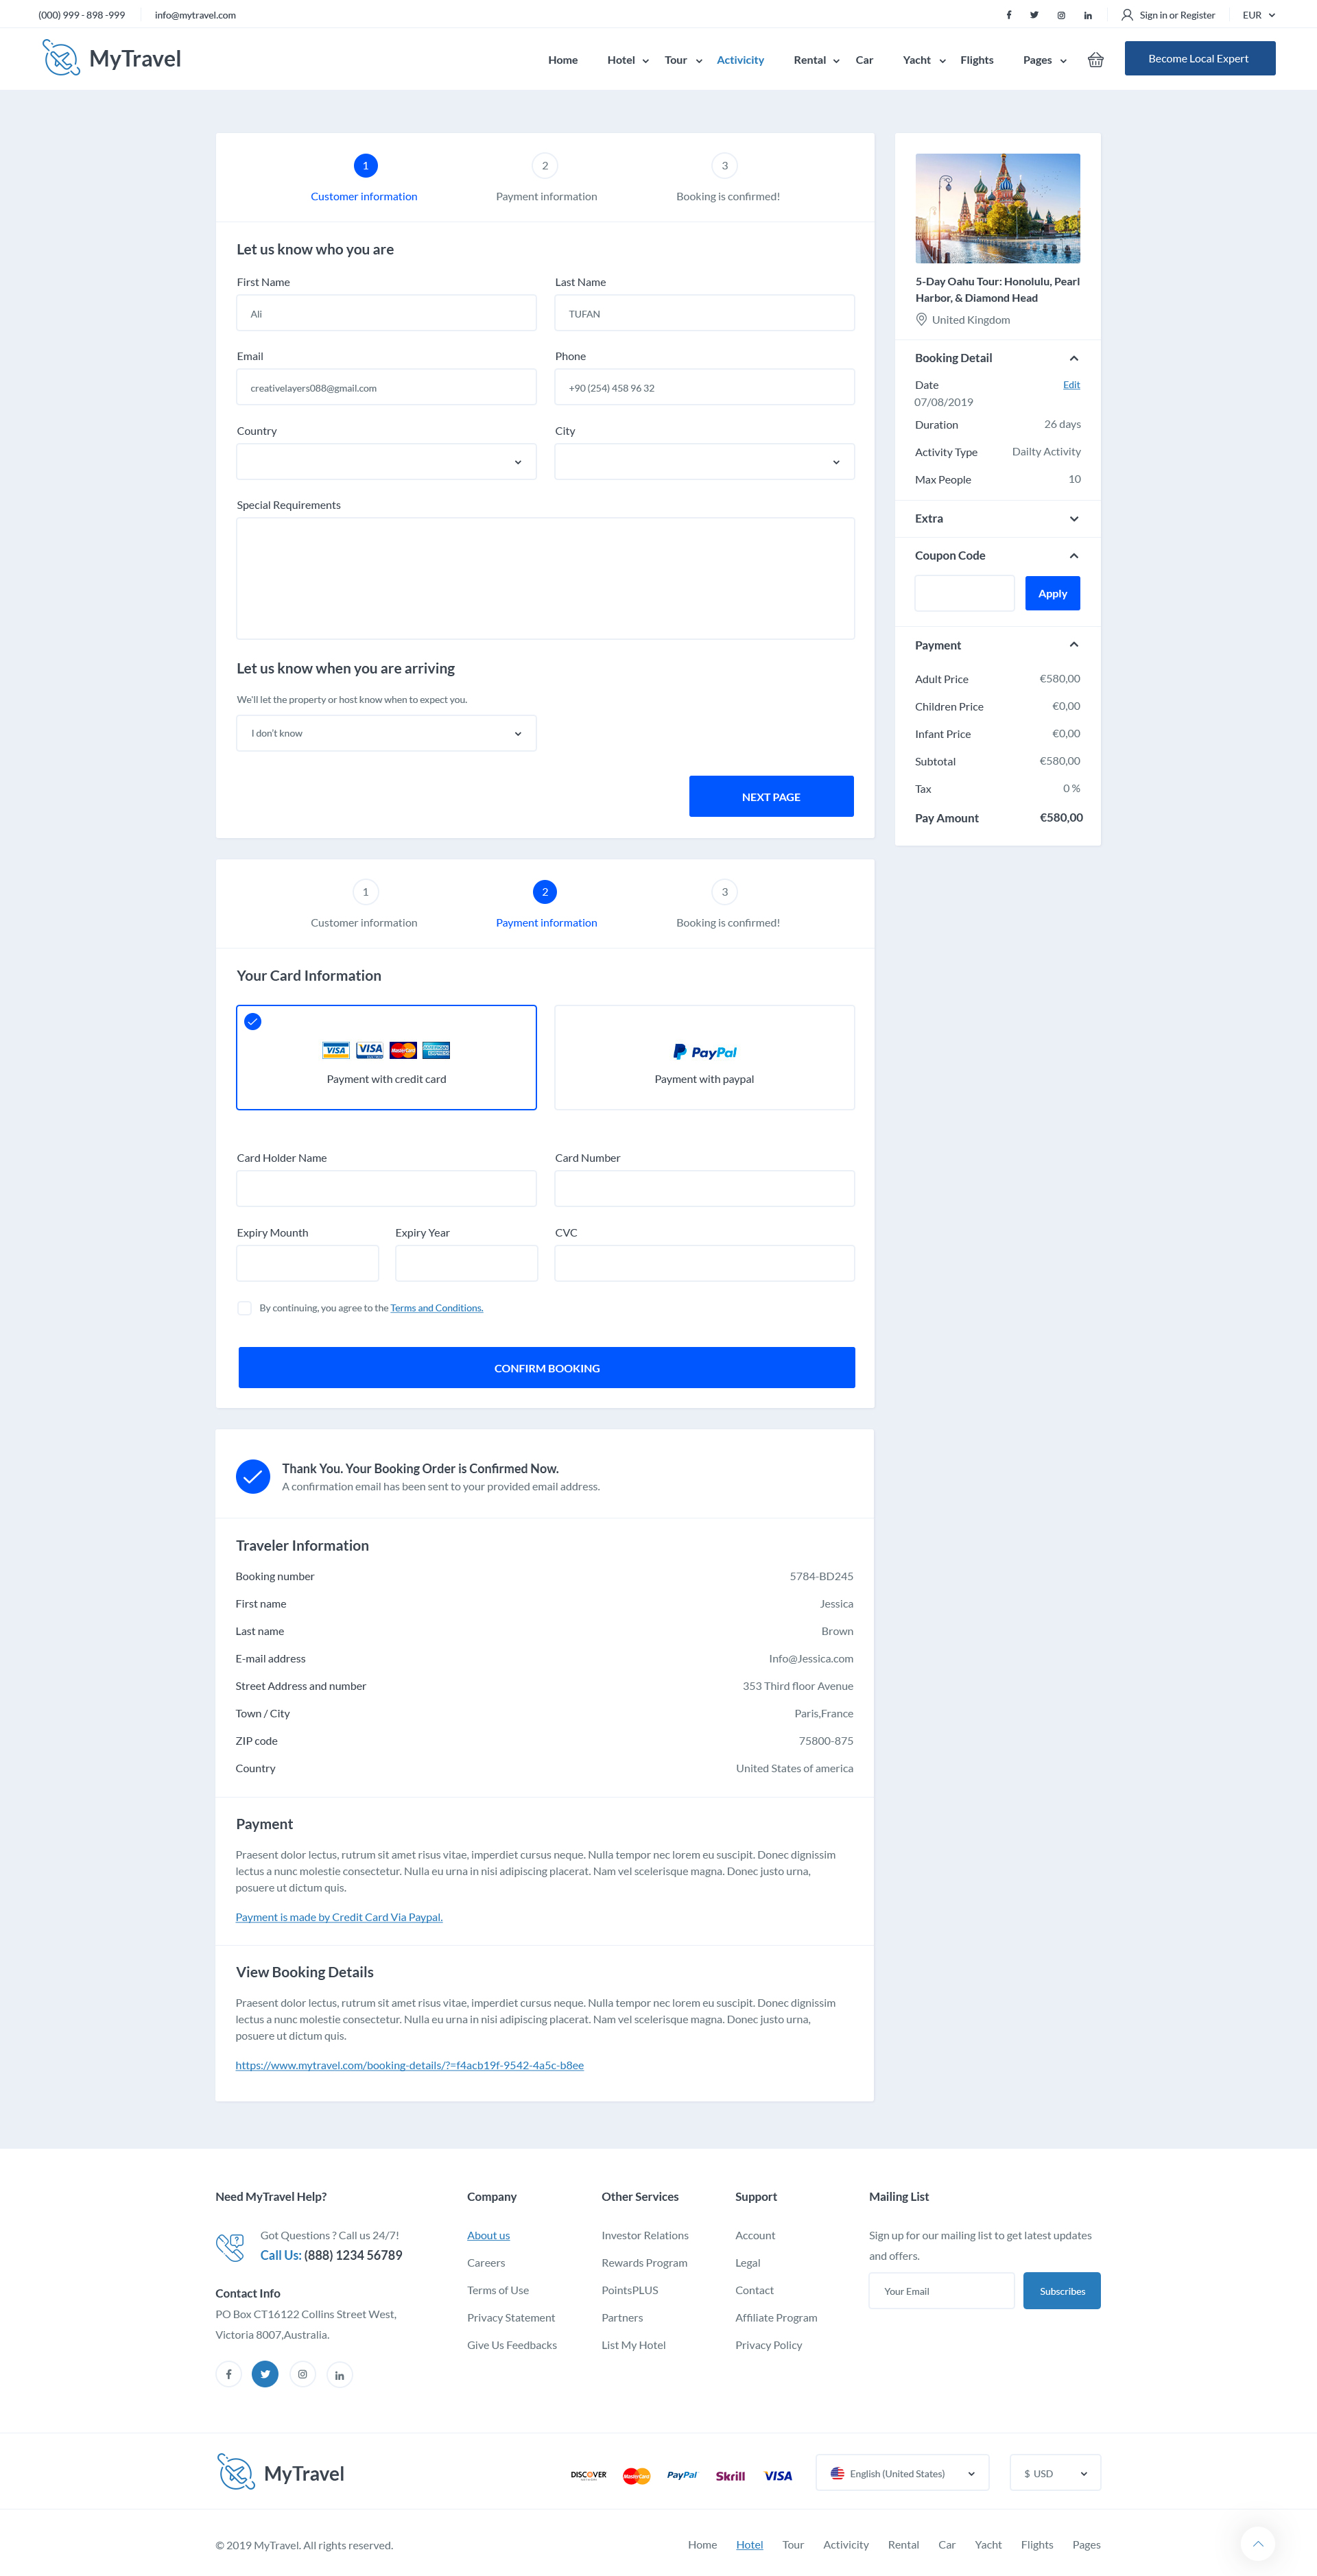 (000) 999 - 898 -999 info@mytravel.com Sign in or Register EUR
MyTravel Home Hotel Tour Activicity Rental Car Yacht Flights Pages Become Local Expert
1 2 3
Customer information Payment information Booking is confirmed!
Let us know who you are
First Name Last Name
Ali TUFAN
Email Phone
creativelayers088@gmail.com +90 (254) 458 96 32
Country City
Special Requirements
Let us know when you are arriving
We'll let the property or host know when to expect you.
I don't know
NEXT PAGE
5-Day Oahu Tour: Honolulu, Pearl
Harbor, & Diamond Head
United Kingdom
Booking Detail
Date Edit
07/08/2019
Duration 26 days
Activity Type Dailty Activity
Max People 10
Extra
Coupon Code
Apply
Payment
Adult Price €580,00
Children Price €0,00
Infant Price €0,00
Subtotal €580,00
Tax 0 %
Pay Amount €580,00
1 2 3
Customer information Payment information Booking is confirmed!
Your Card Information
VISA VISA MasterCard AMERICAN EXPRESS PayPal
Payment with credit card Payment with paypal
Card Holder Name Card Number
Expiry Mounth Expiry Year CVC
By continuing, you agree to the Terms and Conditions.
CONFIRM BOOKING
Thank You. Your Booking Order is Confirmed Now.
A confirmation email has been sent to your provided email address.
Traveler Information
Booking number 5784-BD245
First name Jessica
Last name Brown
E-mail address Info@Jessica.com
Street Address and number 353 Third floor Avenue
Town / City Paris,France
ZIP code 75800-875
Country United States of america
Payment
Praesent dolor lectus, rutrum sit amet risus vitae, imperdiet cursus neque. Nulla tempor nec lorem eu suscipit. Donec dignissim
lectus a nunc molestie consectetur. Nulla eu urna in nisi adipiscing placerat. Nam vel scelerisque magna. Donec justo urna,
posuere ut dictum quis.
Payment is made by Credit Card Via Paypal.
View Booking Details
Praesent dolor lectus, rutrum sit amet risus vitae, imperdiet cursus neque. Nulla tempor nec lorem eu suscipit. Donec dignissim
lectus a nunc molestie consectetur. Nulla eu urna in nisi adipiscing placerat. Nam vel scelerisque magna. Donec justo urna,
posuere ut dictum quis.
https://www.mytravel.com/booking-details/?=f4acb19f-9542-4a5c-b8ee
Need MyTravel Help?
Got Questions ? Call us 24/7!
Call Us: (888) 1234 56789
Contact Info
PO Box CT16122 Collins Street West,
Victoria 8007,Australia.
Company
About us
Careers
Terms of Use
Privacy Statement
Give Us Feedbacks
Other Services
Investor Relations
Rewards Program
PointsPLUS
Partners
List My Hotel
Support
Account
Legal
Contact
Affiliate Program
Privacy Policy
Mailing List
Sign up for our mailing list to get latest updates
and offers.
Your Email Subscribes
MyTravel DISCOVER MasterCard PayPal Skrill VISA English (United States) $ USD
© 2019 MyTravel. All rights reserved. Home Hotel Tour Activicity Rental Car Yacht Flights Pages